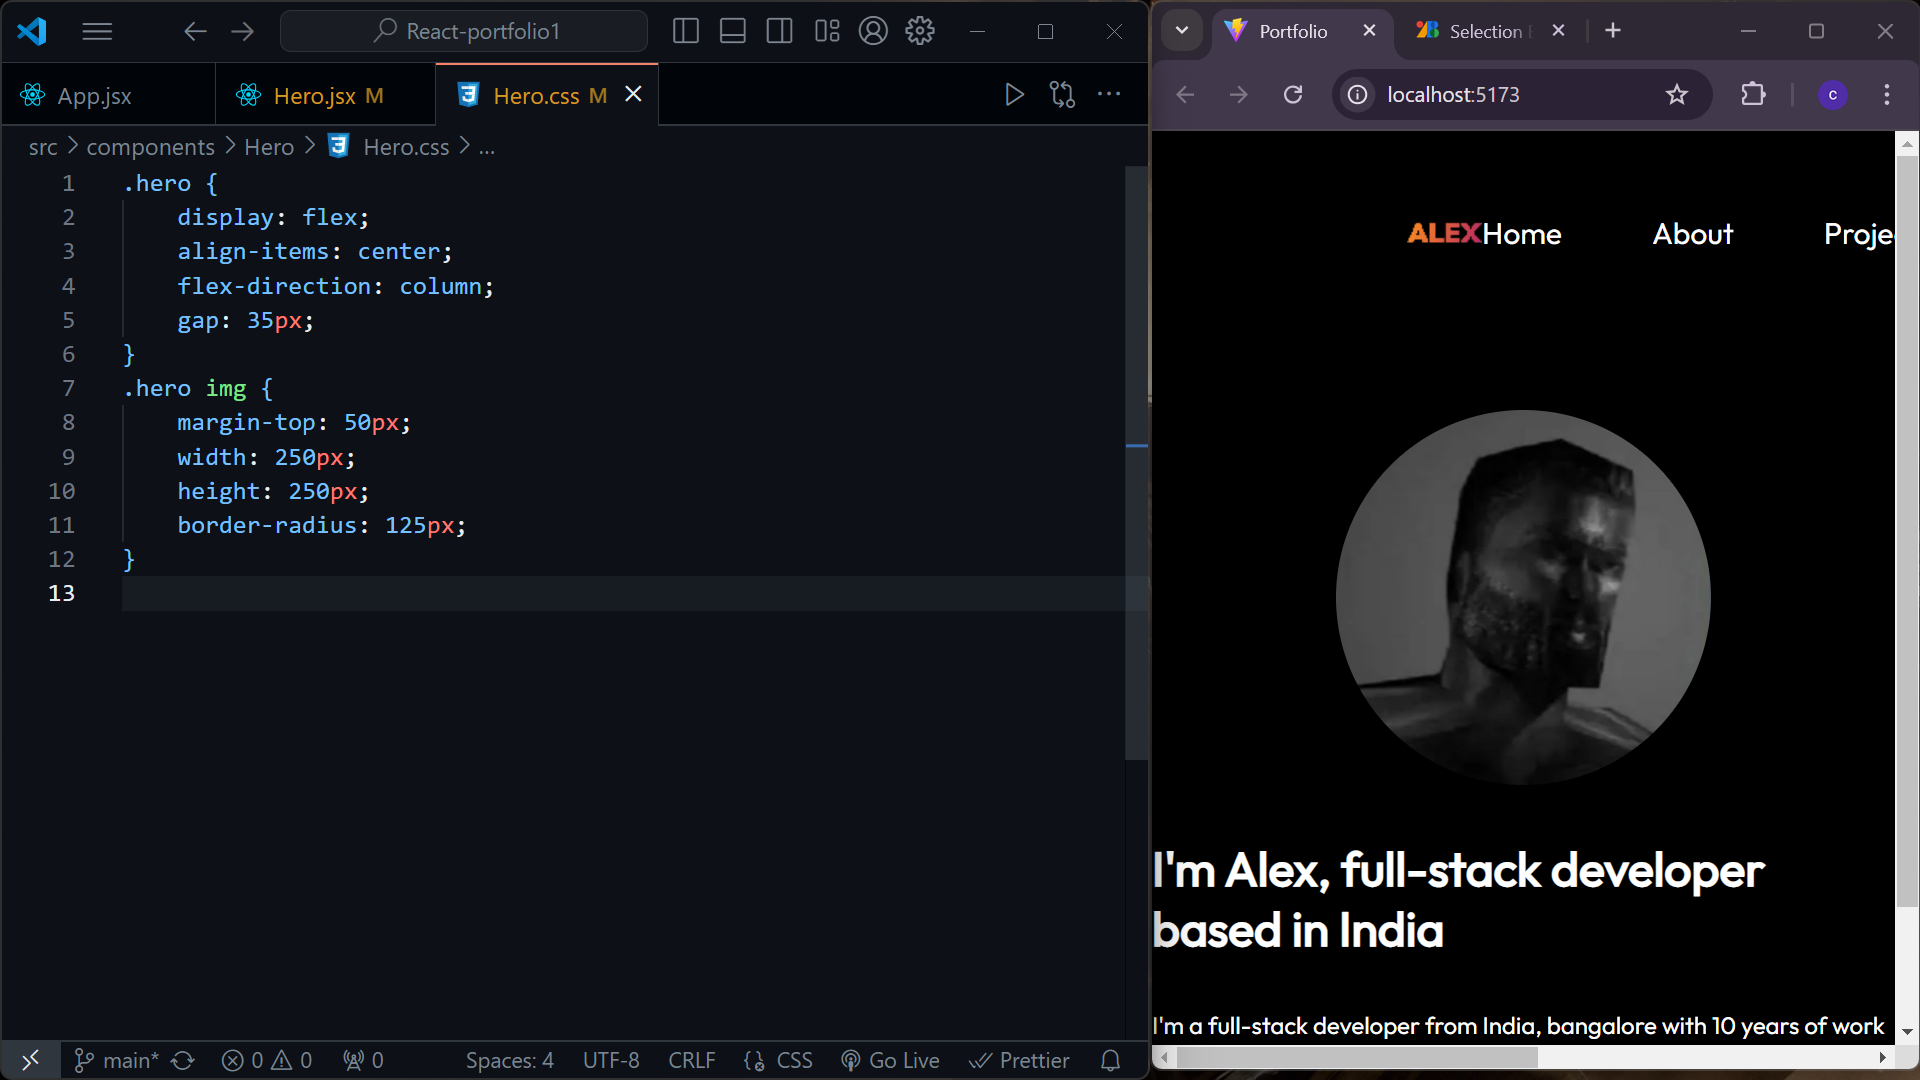 React-portfolio1
App.jsx
Hero.jsx M
Hero.css M
src > components > Hero > Hero.css > ...
1 .hero {
2 display: flex;
3 align-items: center;
4 flex-direction: column;
5 gap: 35px;
6 }
7 .hero img {
8 margin-top: 50px;
9 width: 250px;
10 height: 250px;
11 border-radius: 125px;
12 }
13
main* 0 0 0 Spaces: 4 UTF-8 CRLF CSS Go Live Prettier
Portfolio
Selection
localhost:5173
c
ALEX Home About Projec
I'm Alex, full-stack developer
based in India
I'm a full-stack developer from India, bangalore with 10 years of work